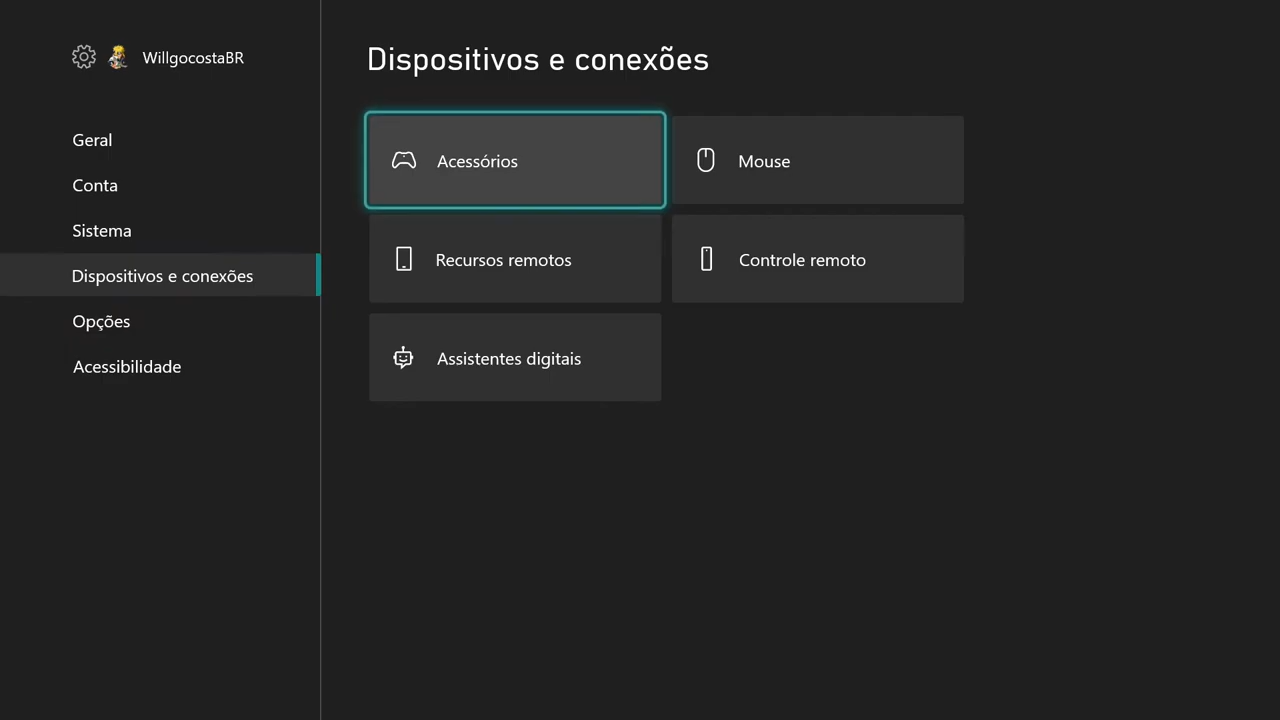 WillgocostaBR
Geral
Conta
Sistema
Dispositivos e conexões
Opções
Acessibilidade
Dispositivos e conexões
Acessórios
Mouse
Recursos remotos
Controle remoto
Assistentes digitais